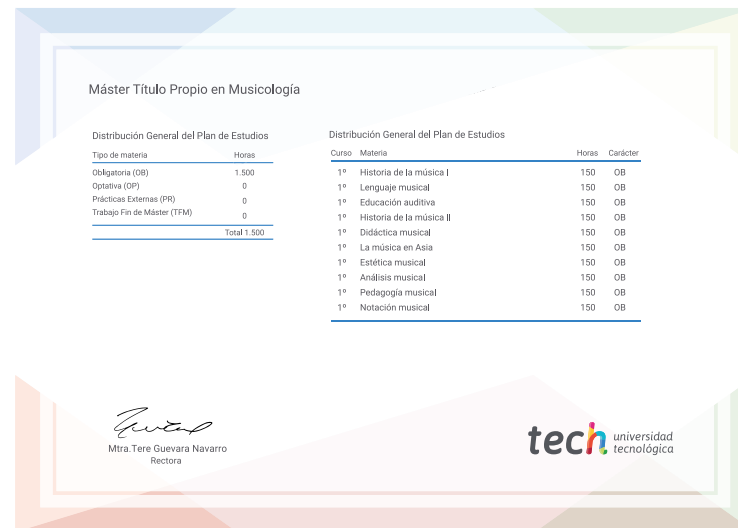 Máster Título Propio en Musicología
Distribución General del Plan de Estudios
Tipo de materia Horas
Obligatoria (OB) 1.500
Optativa (OP) 0
Prácticas Externas (PR) 0
Trabajo Fin de Máster (TFM) 0
Total 1.500
Distribución General del Plan de Estudios
Curso Materia Horas Carácter
1º Historia de la música I 150 OB
1º Lenguaje musical 150 OB
1º Educación auditiva 150 OB
1º Historia de la música II 150 OB
1º Didáctica musical 150 OB
1º La música en Asia 150 OB
1º Estética musical 150 OB
1º Análisis musical 150 OB
1º Pedagogía musical 150 OB
1º Notación musical 150 OB
Mtra.Tere Guevara Navarro
Rectora
tech universidad
tecnológica